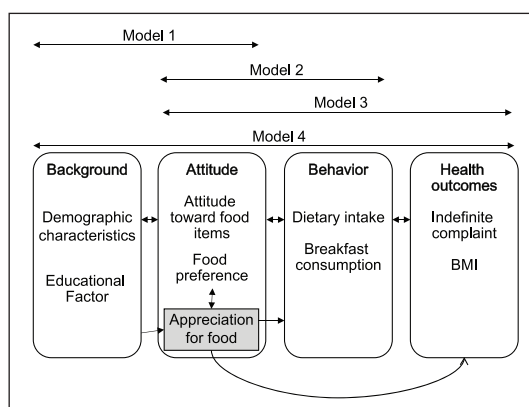 Model 1
Model 2
Model 3
Model 4
Background
Demographic
characteristics
Educational
Factor
Attitude
Attitude
toward food
items
Food
preference
Appreciation
for food
Behavior
Dietary intake
Breakfast
consumption
Health
outcomes
Indefinite
complaint
BMI